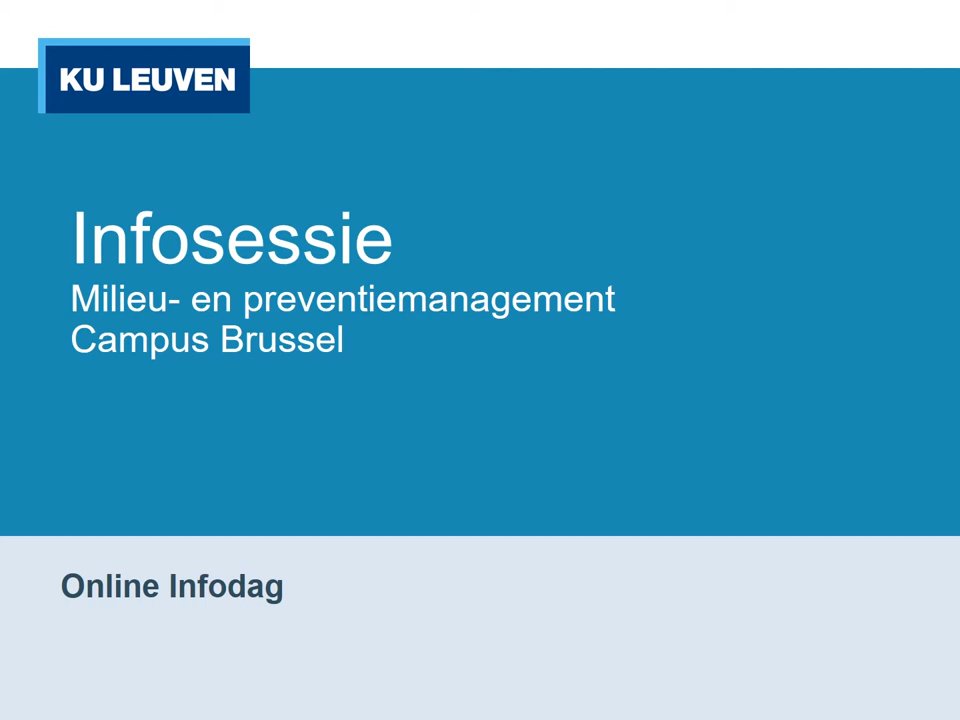 KU LEUVEN
Infosessie
Milieu- en preventiemanagement
Campus Brussel
Online Infodag